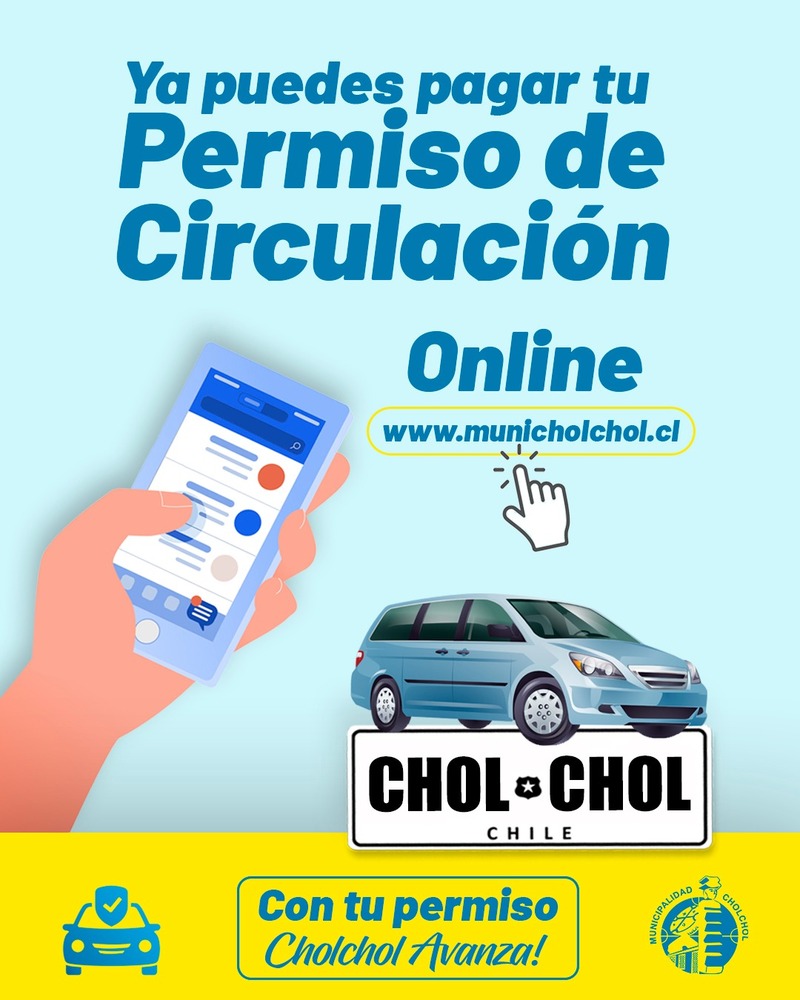 Ya puedes pagar tu
Permiso de
Circulación
Online
www.municholchol.cl
CHOL CHOL
CHILE
Con tu permiso
Cholchol Avanza!
MUNICIPALIDAD CHOLCHOL